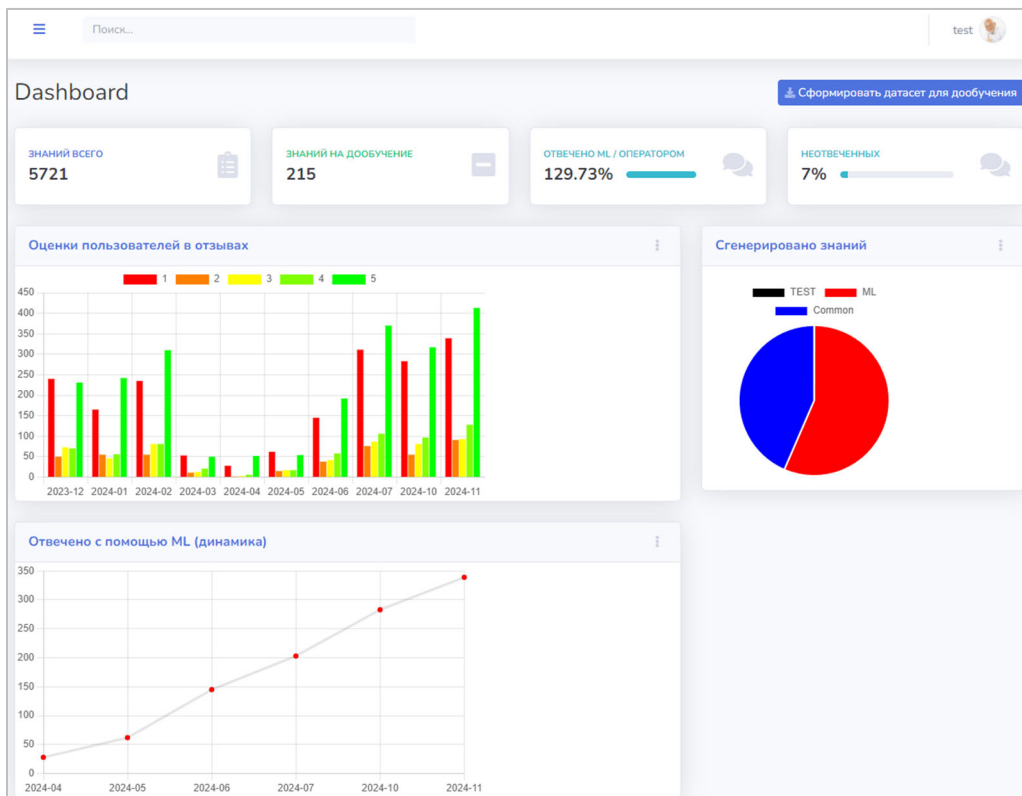 Поиск...
test
Dashboard
Сформировать датасет для дообучения
ЗНАНИЙ ВСЕГО
5721
ЗНАНИЙ НА ДООБУЧЕНИЕ
215
ОТВЕЧЕНО ML / ОПЕРАТОРОМ
129.73%
НЕОТВЕЧЕННЫХ
7%
Оценки пользователей в отзывах
1 2 3 4 5
450
400
350
300
250
200
150
100
50
0
2023-12 2024-01 2024-02 2024-03 2024-04 2024-05 2024-06 2024-07 2024-10 2024-11
Сгенерировано знаний
TEST ML
Common
Отвечено с помощью ML (динамика)
350
300
250
200
150
100
50
0
2024-04 2024-05 2024-06 2024-07 2024-10 2024-11